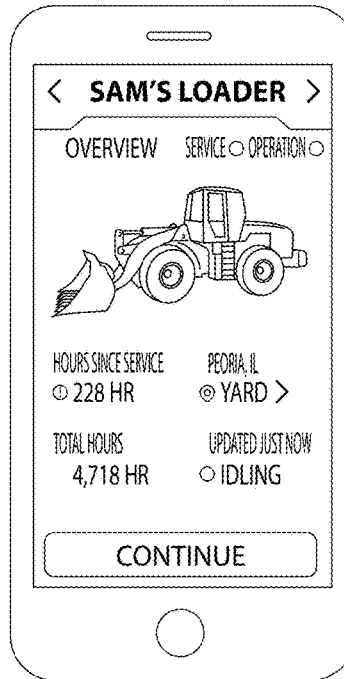 < SAM'S LOADER >
OVERVIEW SERVICE OPERATION
HOURS SINCE SERVICE PEORIA, IL
228 HR YARD >
TOTAL HOURS UPDATED JUST NOW
4,718 HR IDLING
CONTINUE